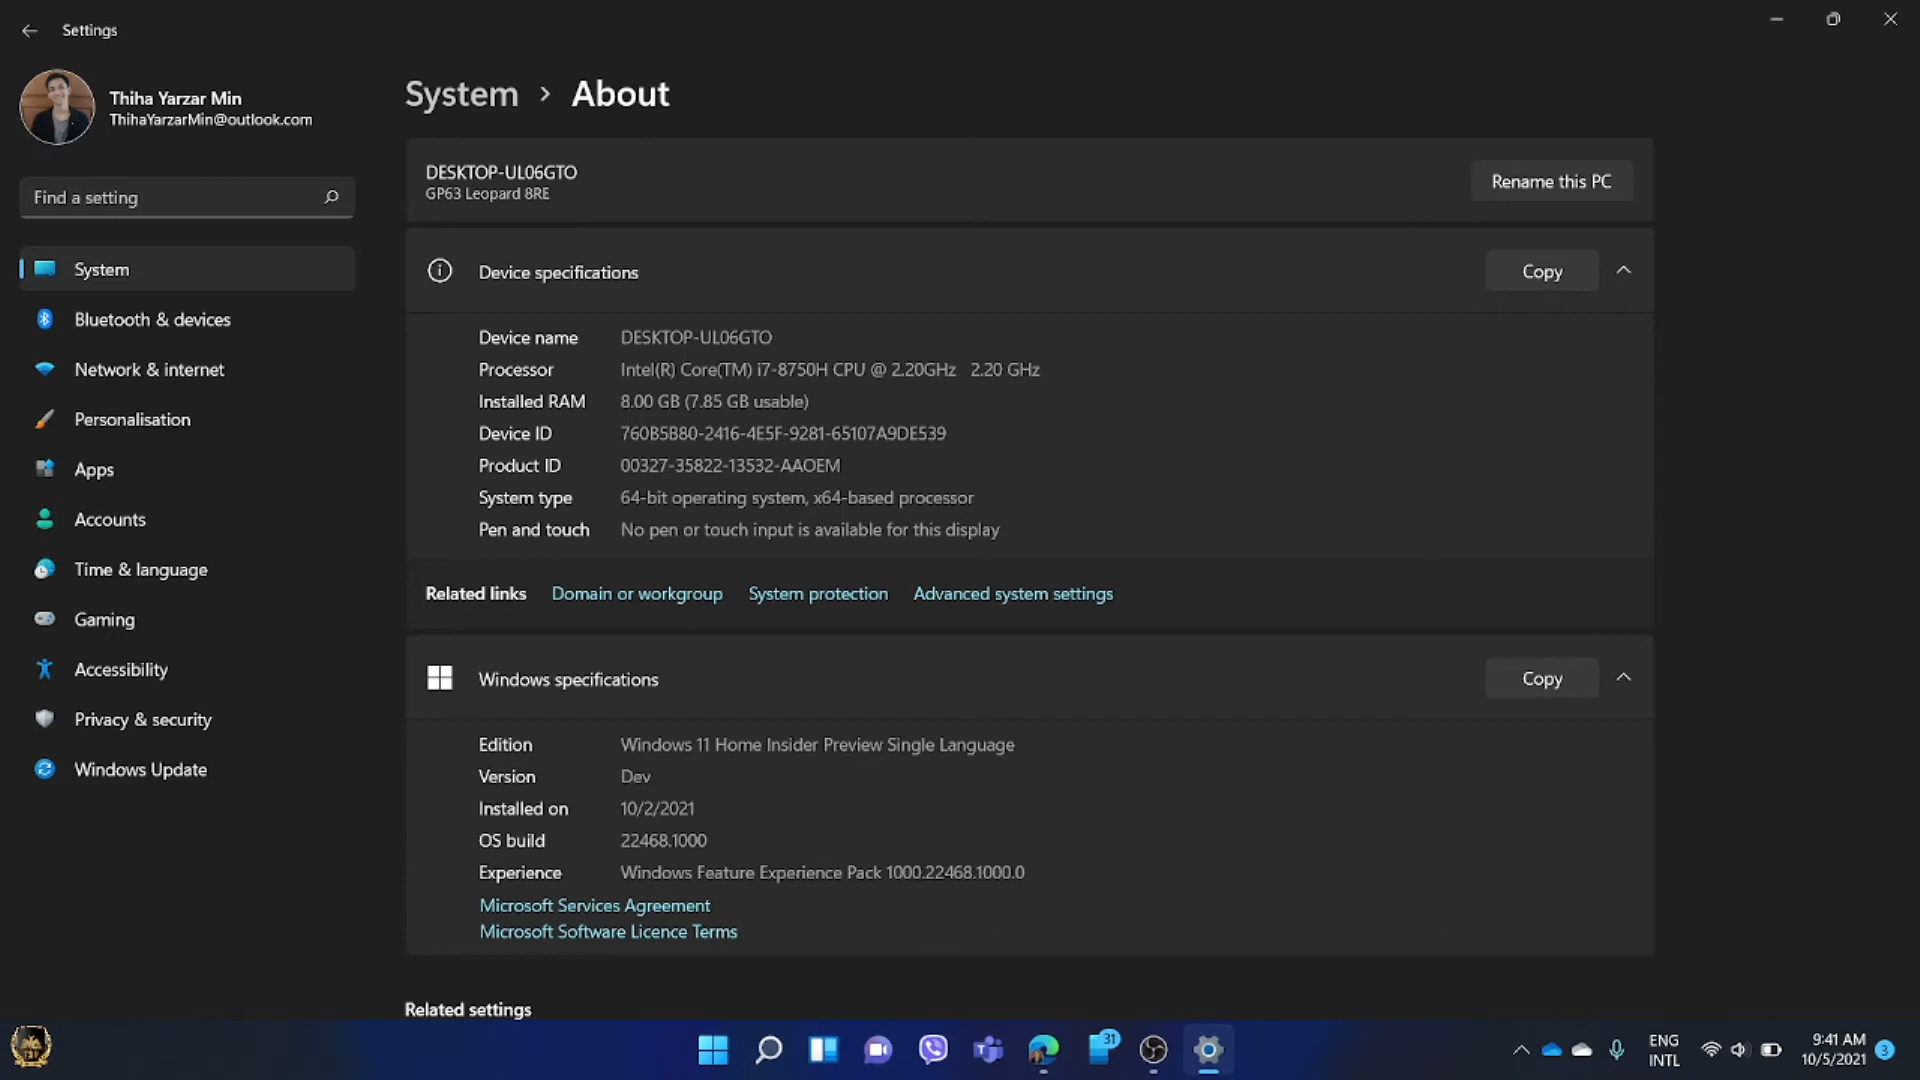 Settings
Thiha Yarzar Min
ThihaYarzarMin@outlook.com
Find a setting
System
Bluetooth & devices
Network & internet
Personalisation
Apps
Accounts
Time & language
Gaming
Accessibility
Privacy & security
Windows Update
System › About
DESKTOP-UL06GTO
GP63 Leopard 8RE
Rename this PC
Device specifications
Copy
Device name DESKTOP-UL06GTO
Processor Intel(R) Core(TM) i7-8750H CPU @ 2.20GHz 2.20 GHz
Installed RAM 8.00 GB (7.85 GB usable)
Device ID 760B5B80-2416-4E5F-9281-65107A9DE539
Product ID 00327-35822-13532-AAOEM
System type 64-bit operating system, x64-based processor
Pen and touch No pen or touch input is available for this display
Related links Domain or workgroup System protection Advanced system settings
Windows specifications
Copy
Edition Windows 11 Home Insider Preview Single Language
Version Dev
Installed on 10/2/2021
OS build 22468.1000
Experience Windows Feature Experience Pack 1000.22468.1000.0
Microsoft Services Agreement
Microsoft Software Licence Terms
Related settings
31
ENG
INTL
9:41 AM
10/5/2021
3